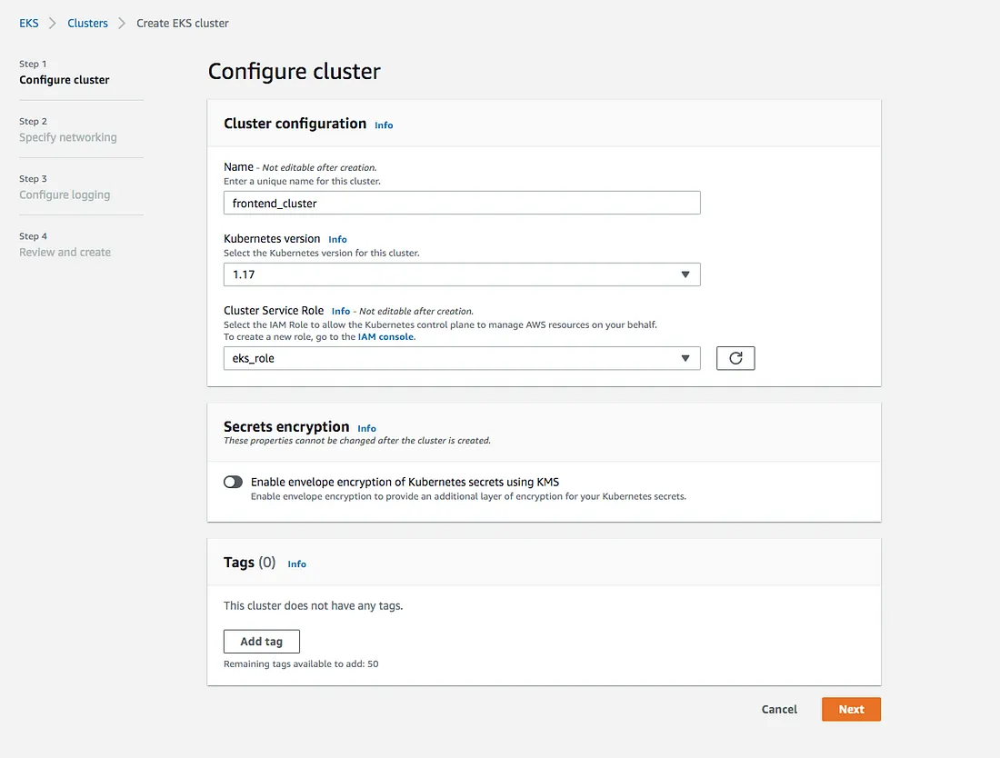 EKS > Clusters > Create EKS cluster
Step 1
Configure cluster
Step 2
Specify networking
Step 3
Configure logging
Step 4
Review and create
Configure cluster
Cluster configuration Info
Name - Not editable after creation.
Enter a unique name for this cluster.
frontend_cluster
Kubernetes version Info
Select the Kubernetes version for this cluster.
1.17
Cluster Service Role Info - Not editable after creation.
Select the IAM Role to allow the Kubernetes control plane to manage AWS resources on your behalf.
To create a new role, go to the IAM console.
eks_role
Secrets encryption Info
These properties cannot be changed after the cluster is created.
Enable envelope encryption of Kubernetes secrets using KMS
Enable envelope encryption to provide an additional layer of encryption for your Kubernetes secrets.
Tags (0) Info
This cluster does not have any tags.
Add tag
Remaining tags available to add: 50
Cancel Next